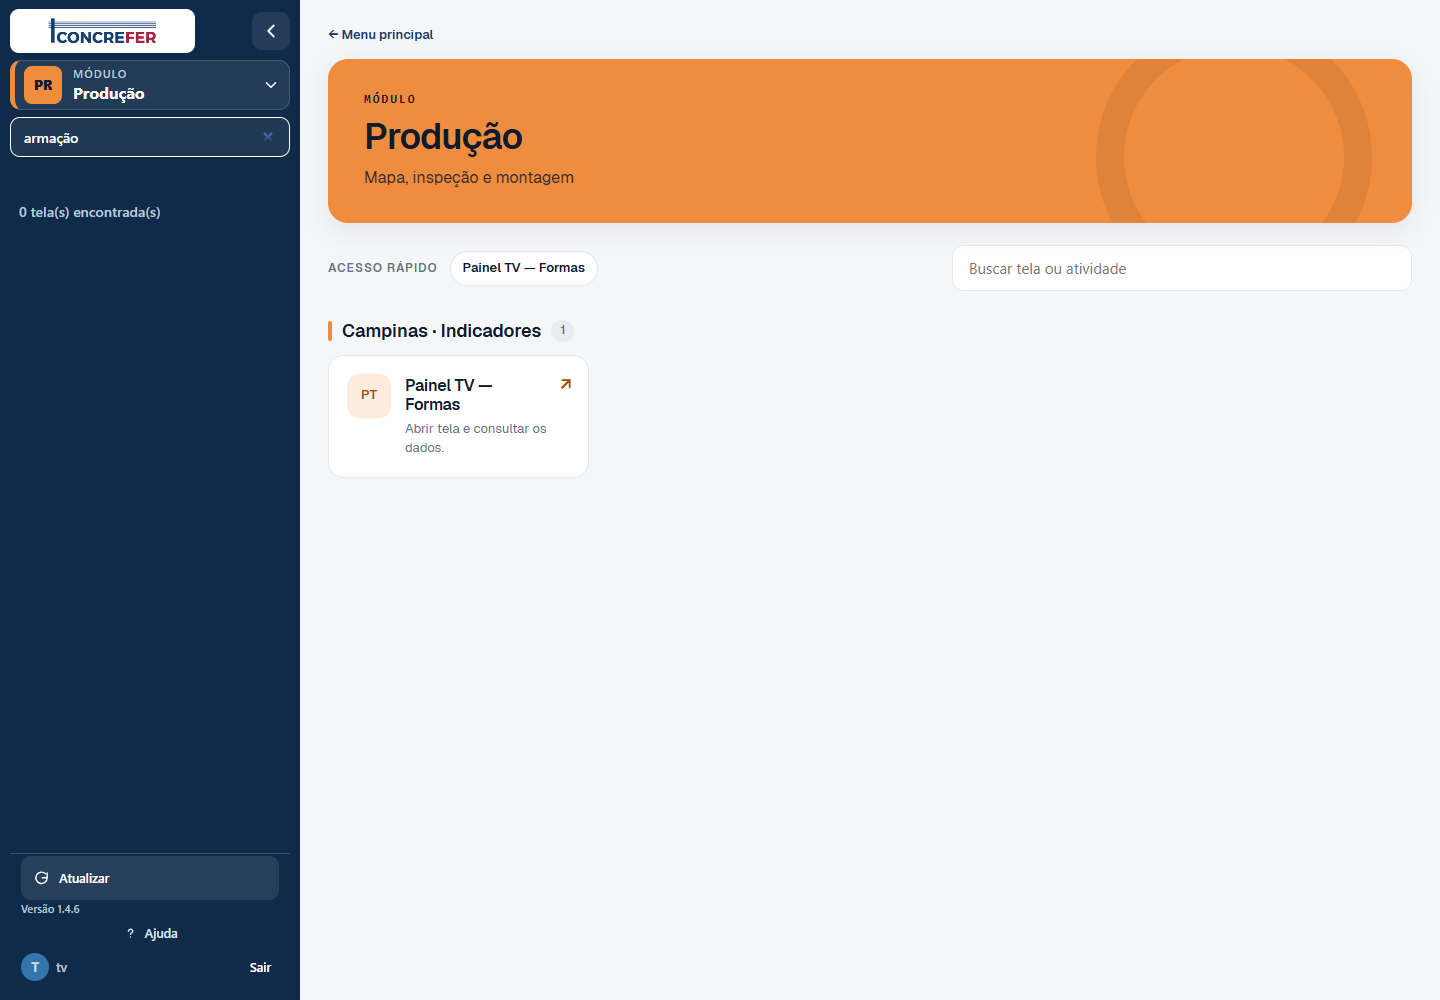 CONCREFER
PR
MÓDULO
Produção
armação
0 tela(s) encontrada(s)
Atualizar
Versão 1.4.6
? Ajuda
T
tv
Sair
← Menu principal
MÓDULO
Produção
Mapa, inspeção e montagem
ACESSO RÁPIDO
Painel TV — Formas
Buscar tela ou atividade
Campinas · Indicadores
1
PT
Painel TV —
Formas
Abrir tela e consultar os
dados.